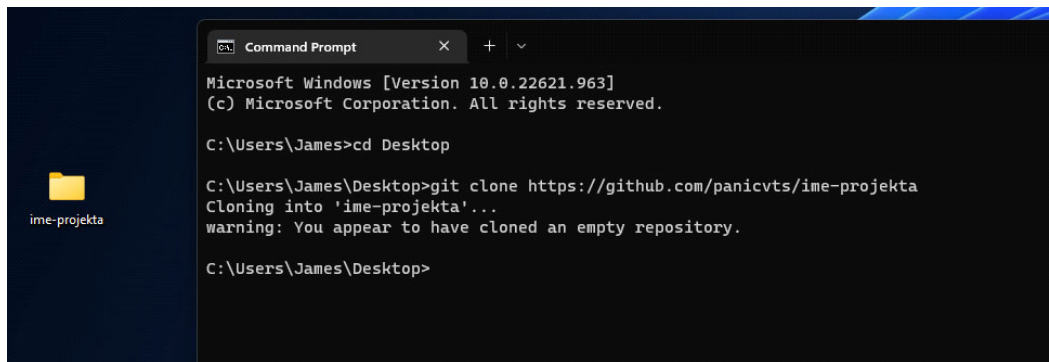 Command Prompt
Microsoft Windows [Version 10.0.22621.963]
(c) Microsoft Corporation. All rights reserved.
C:\Users\James>cd Desktop
C:\Users\James\Desktop>git clone https://github.com/panicvts/ime-projekta
Cloning into 'ime-projekta'...
warning: You appear to have cloned an empty repository.
C:\Users\James\Desktop>
ime-projekta